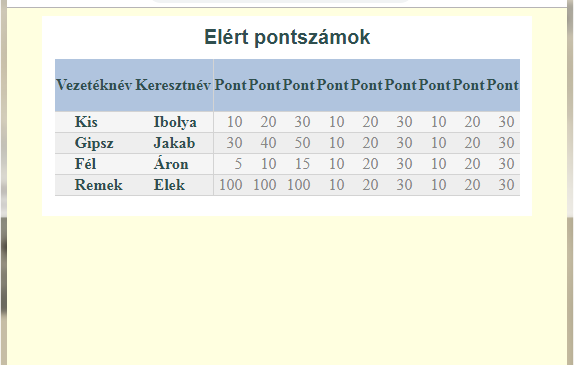 Elért pontszámok
Vezetéknév Keresztnév Pont Pont Pont Pont Pont Pont Pont Pont Pont
Kis Ibolya 10 20 30 10 20 30 10 20 30
Gipsz Jakab 30 40 50 10 20 30 10 20 30
Fél Áron 5 10 15 10 20 30 10 20 30
Remek Elek 100 100 100 10 20 30 10 20 30